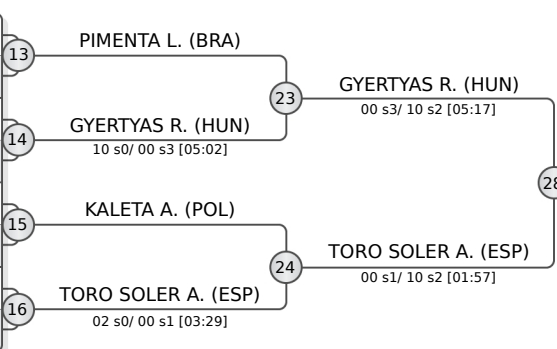 13
PIMENTA L. (BRA)
23
GYERTYAS R. (HUN)
00 s3/ 10 s2 [05:17]
14
GYERTYAS R. (HUN)
10 s0/ 00 s3 [05:02]
28
15
KALETA A. (POL)
24
TORO SOLER A. (ESP)
00 s1/ 10 s2 [01:57]
16
TORO SOLER A. (ESP)
02 s0/ 00 s1 [03:29]